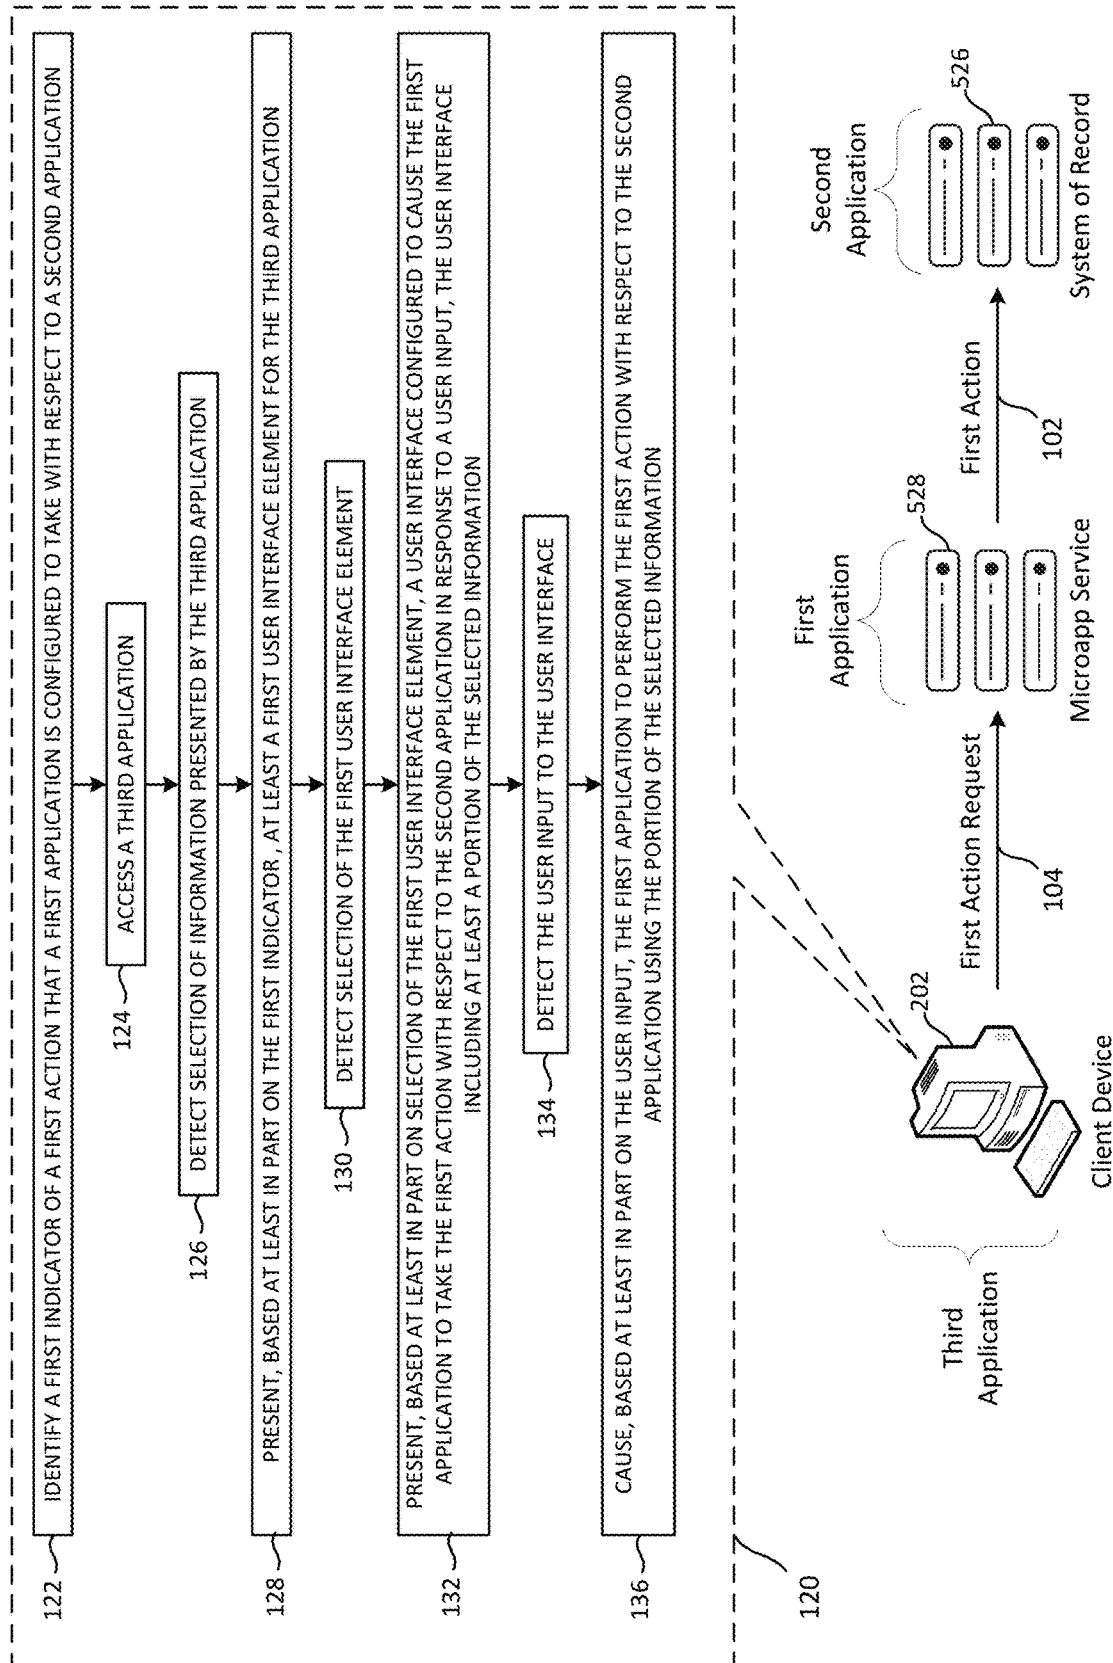 122
IDENTIFY A FIRST INDICATOR OF A FIRST ACTION THAT A FIRST APPLICATION IS CONFIGURED TO TAKE WITH RESPECT TO A SECOND APPLICATION
124
ACCESS A THIRD APPLICATION
126
DETECT SELECTION OF INFORMATION PRESENTED BY THE THIRD APPLICATION
128
PRESENT, BASED AT LEAST IN PART ON THE FIRST INDICATOR, AT LEAST A FIRST USER INTERFACE ELEMENT FOR THE THIRD APPLICATION
130
DETECT SELECTION OF THE FIRST USER INTERFACE ELEMENT
132
PRESENT, BASED AT LEAST IN PART ON SELECTION OF THE FIRST USER INTERFACE ELEMENT, A USER INTERFACE CONFIGURED TO CAUSE THE FIRST
APPLICATION TO TAKE THE FIRST ACTION WITH RESPECT TO THE SECOND APPLICATION IN RESPONSE TO A USER INPUT, THE USER INTERFACE
INCLUDING AT LEAST A PORTION OF THE SELECTED INFORMATION
134
DETECT THE USER INPUT TO THE USER INTERFACE
136
CAUSE, BASED AT LEAST IN PART ON THE USER INPUT, THE FIRST APPLICATION TO PERFORM THE FIRST ACTION WITH RESPECT TO THE SECOND
APPLICATION USING THE PORTION OF THE SELECTED INFORMATION
120
Third
Application
202
Client Device
First Action Request
104
First
Application
528
Microapp Service
First Action
102
Second
Application
526
System of Record